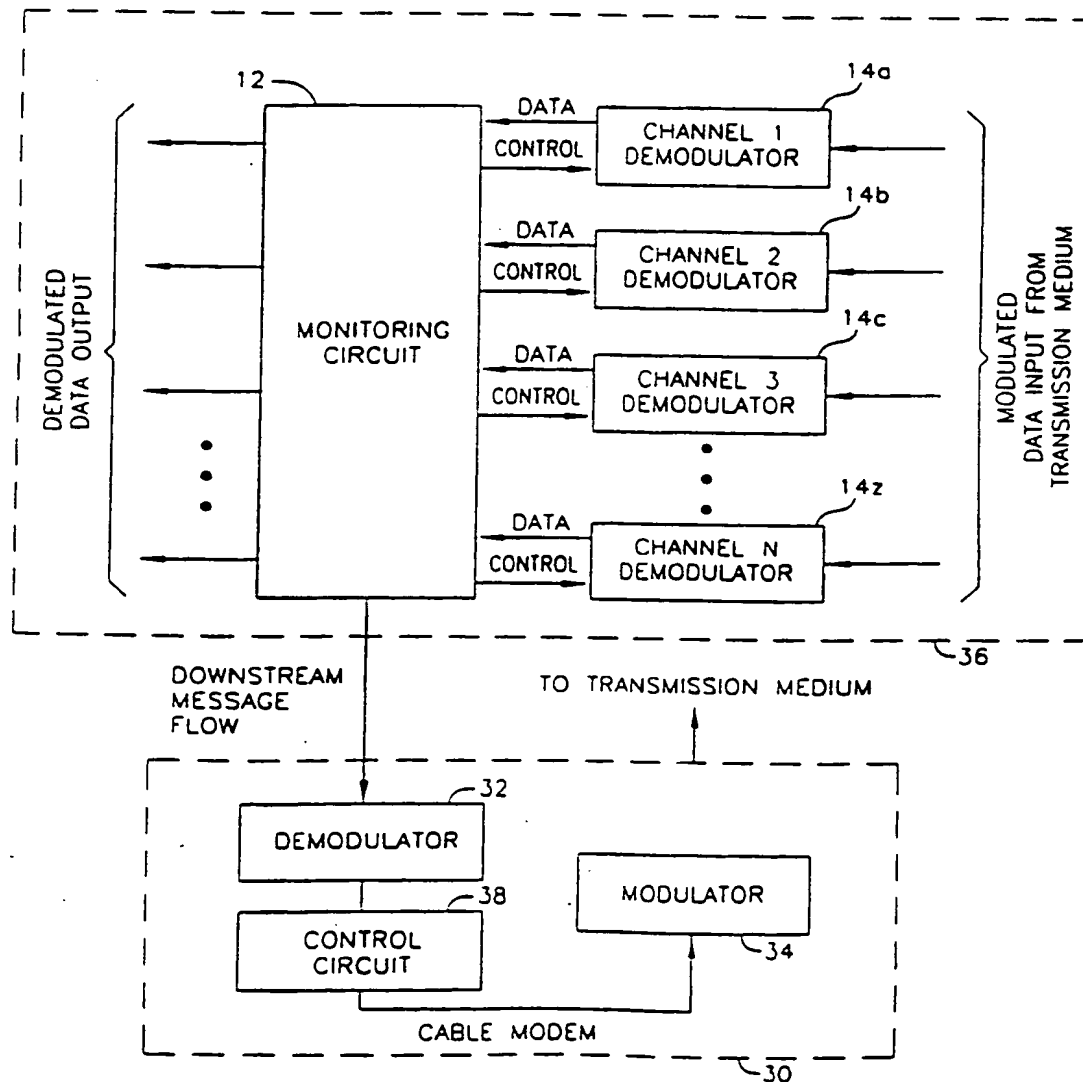 12
14a
DATA
CHANNEL 1
DEMODULATOR
CONTROL
14b
DATA
CHANNEL 2
DEMODULATOR
CONTROL
DEMODULATED
DATA OUTPUT
MONITORING
CIRCUIT
14c
DATA
CHANNEL 3
DEMODULATOR
CONTROL
MODULATED
DATA INPUT FROM
TRANSMISSION MEDIUM
14z
DATA
CHANNEL N
DEMODULATOR
CONTROL
36
DOWNSTREAM
MESSAGE
FLOW
TO TRANSMISSION MEDIUM
32
DEMODULATOR
38
CONTROL
CIRCUIT
MODULATOR
34
CABLE MODEM
30